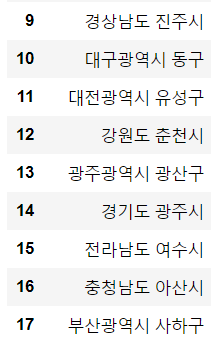 9 경상남도 진주시
10 대구광역시 동구
11 대전광역시 유성구
12 강원도 춘천시
13 광주광역시 광산구
14 경기도 광주시
15 전라남도 여수시
16 충청남도 아산시
17 부산광역시 사하구